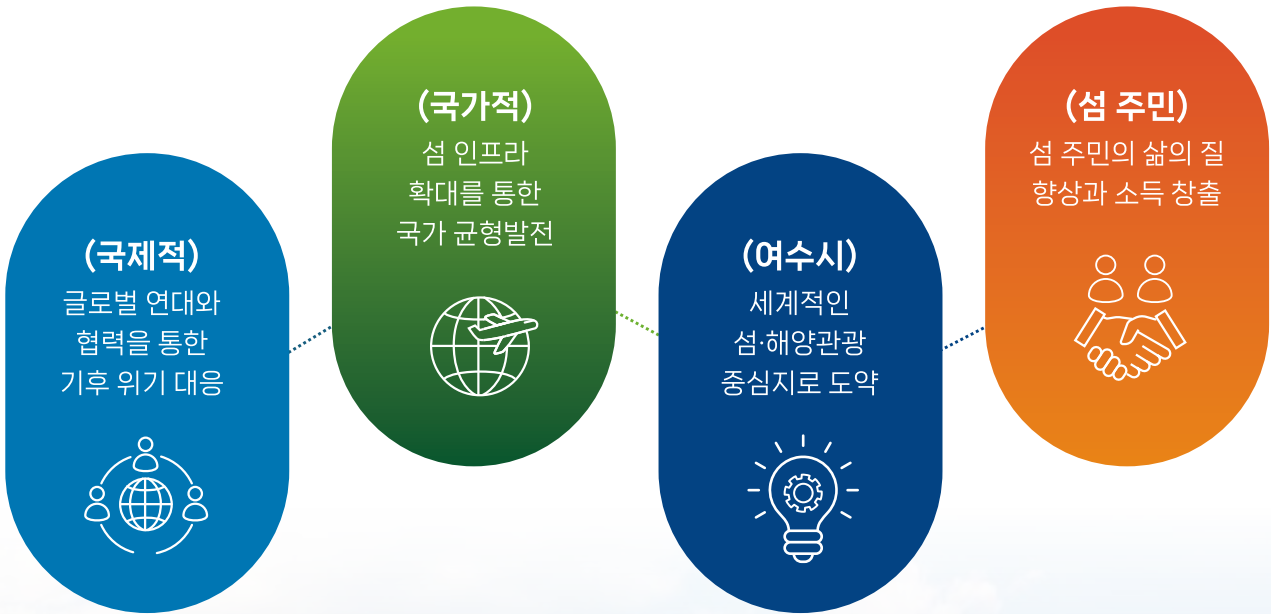 (국제적)
글로벌 연대와
협력을 통한
기후 위기 대응
(국가적)
섬 인프라
확대를 통한
국가 균형발전
(여수시)
세계적인
섬·해양관광
중심지로 도약
(섬 주민)
섬 주민의 삶의 질
향상과 소득 창출